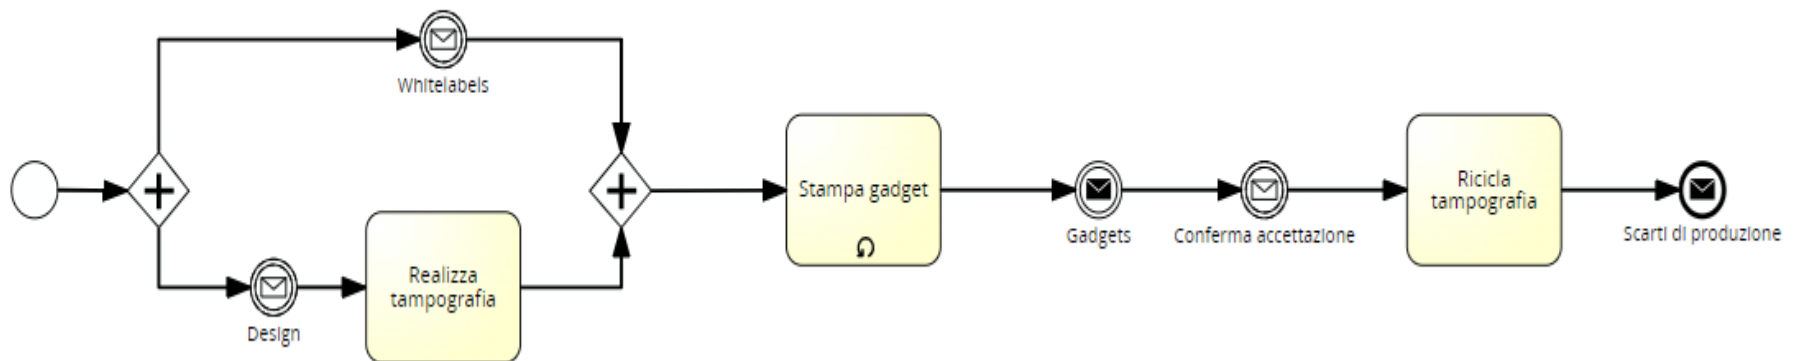 Whitelabels
Design
Realizza
tampografia
Stampa gadget
Gadgets
Conferma accettazione
Ricicla
tampografia
Scarti di produzione